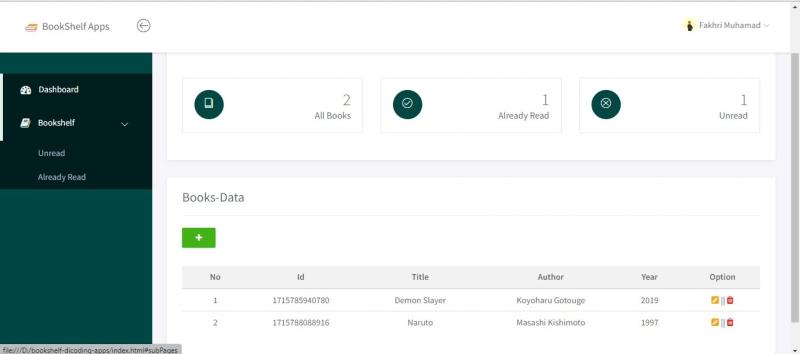 BookShelf Apps
Fakhri Muhamad
Dashboard
Bookshelf
Unread
Already Read
2
All Books
1
Already Read
1
Unread
Books-Data
+
No Id Title Author Year Option
1 1715785940780 Demon Slayer Koyoharu Gotouge 2019 ||
2 1715788088916 Naruto Masashi Kishimoto 1997 ||
file:///D:/bookshelf-dicoding-apps/index.html#subPages